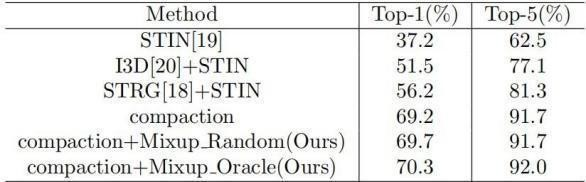 Method Top-1(%) Top-5(%)
STIN[19] 37.2 62.5
I3D[20]+STIN 51.5 77.1
STRG[18]+STIN 56.2 81.3
compaction 69.2 91.7
compaction+Mixup_Random(Ours) 69.7 91.7
compaction+Mixup_Oracle(Ours) 70.3 92.0